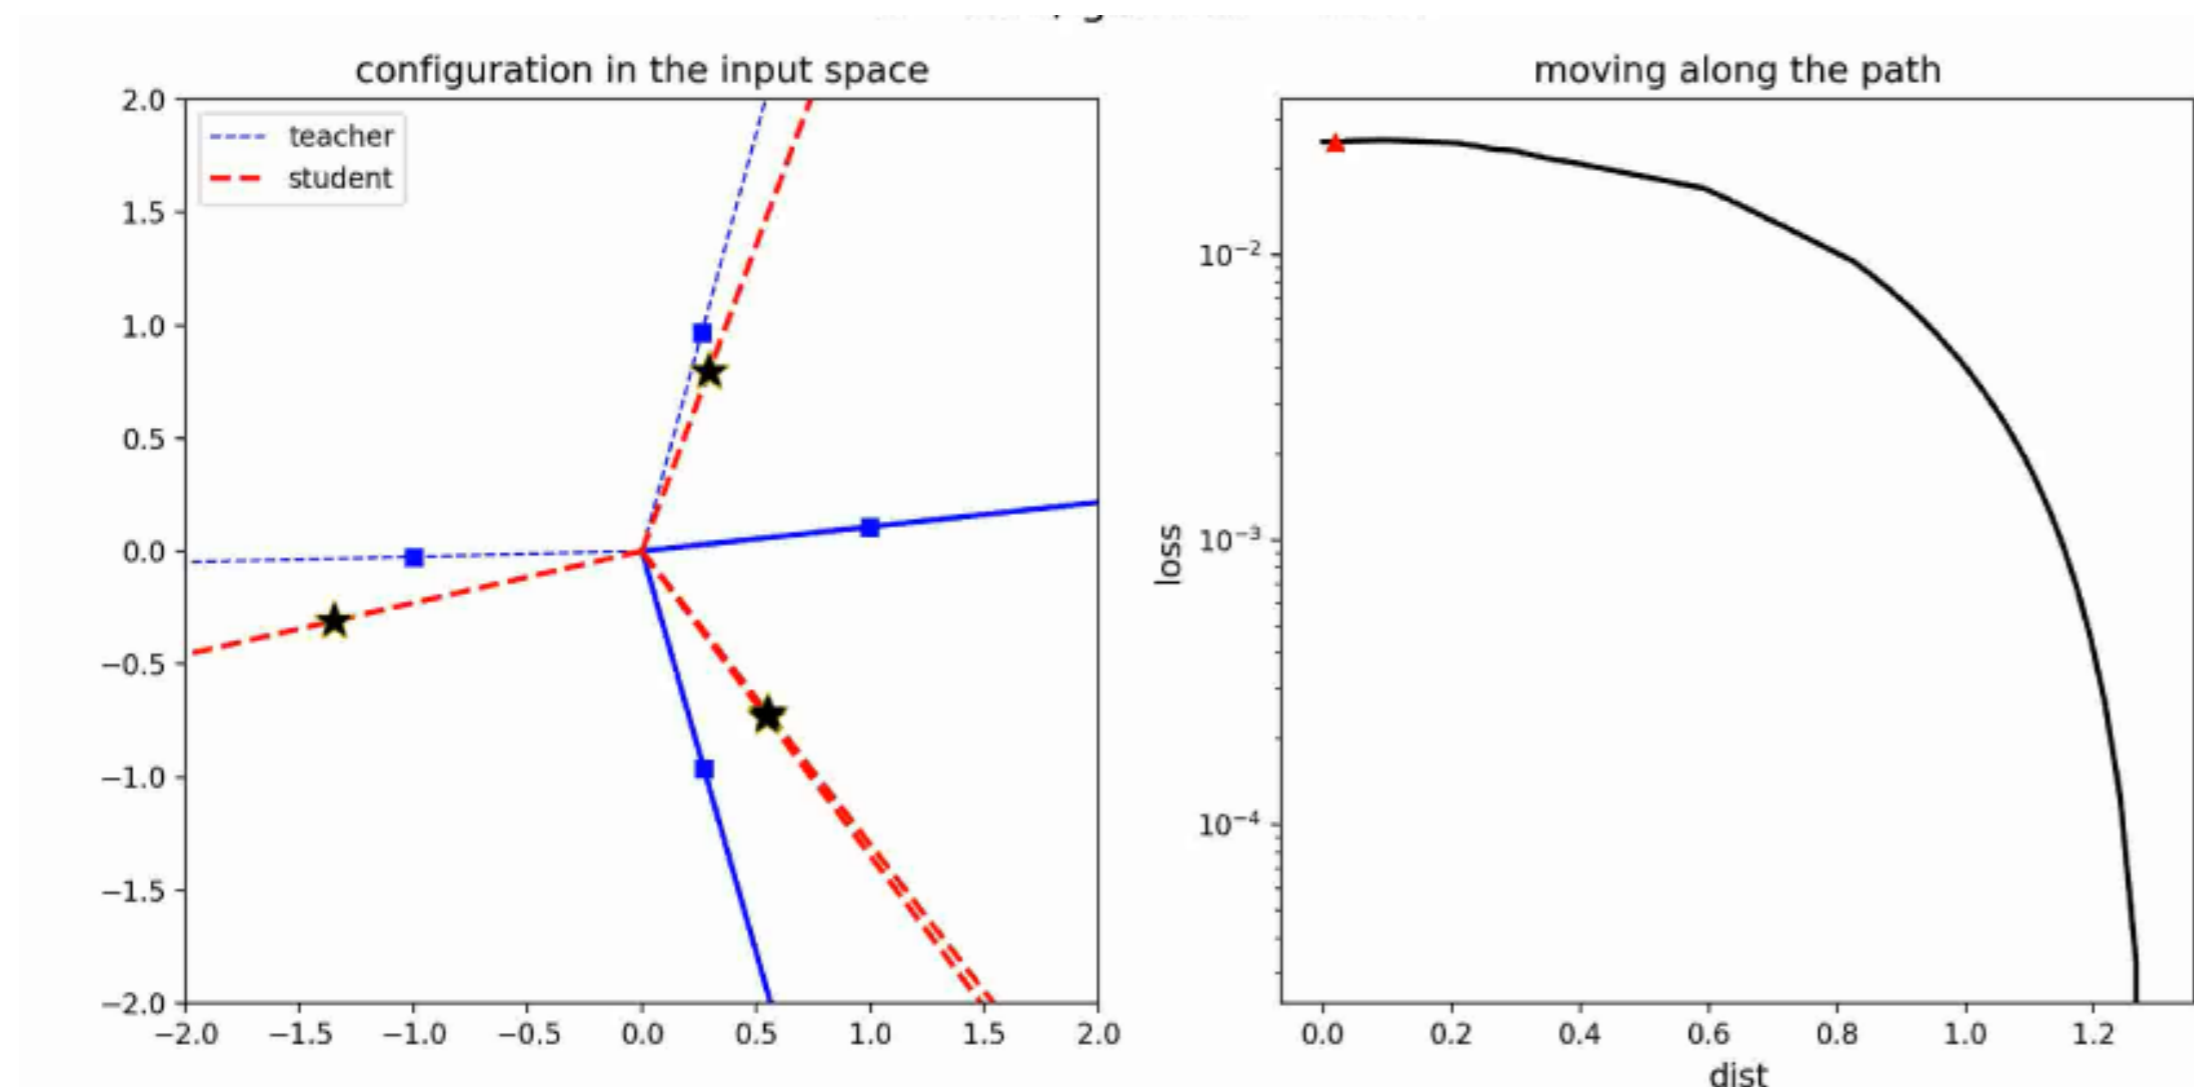 configuration in the input space
2.0
1.5
1.0
0.5
0.0
−0.5
−1.0
−1.5
−2.0
teacher
student
−2.0 −1.5 −1.0 −0.5 0.0 0.5 1.0 1.5 2.0
moving along the path
loss
10⁻²
10⁻³
10⁻⁴
0.0 0.2 0.4 0.6 0.8 1.0 1.2
dist